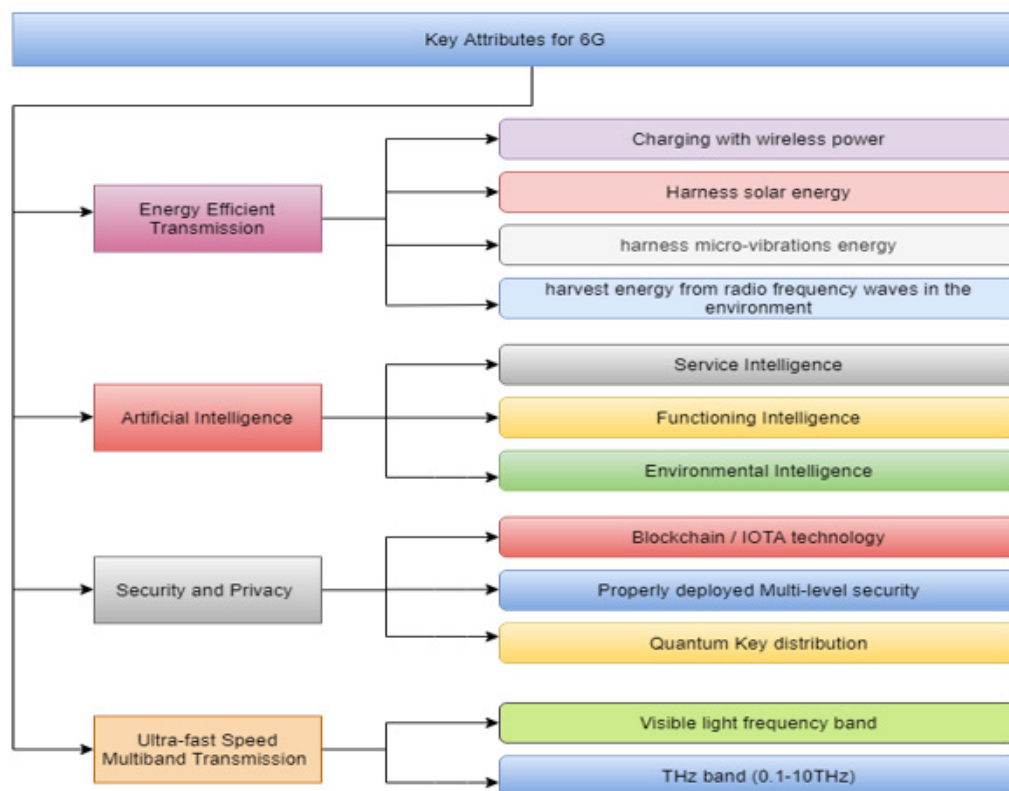 Key Attributes for 6G
Energy Efficient
Transmission
Charging with wireless power
Harness solar energy
harness micro-vibrations energy
harvest energy from radio frequency waves in the
environment
Artificial Intelligence
Service Intelligence
Functioning Intelligence
Environmental Intelligence
Security and Privacy
Blockchain / IOTA technology
Properly deployed Multi-level security
Quantum Key distribution
Ultra-fast Speed
Multiband Transmission
Visible light frequency band
THz band (0.1-10THz)